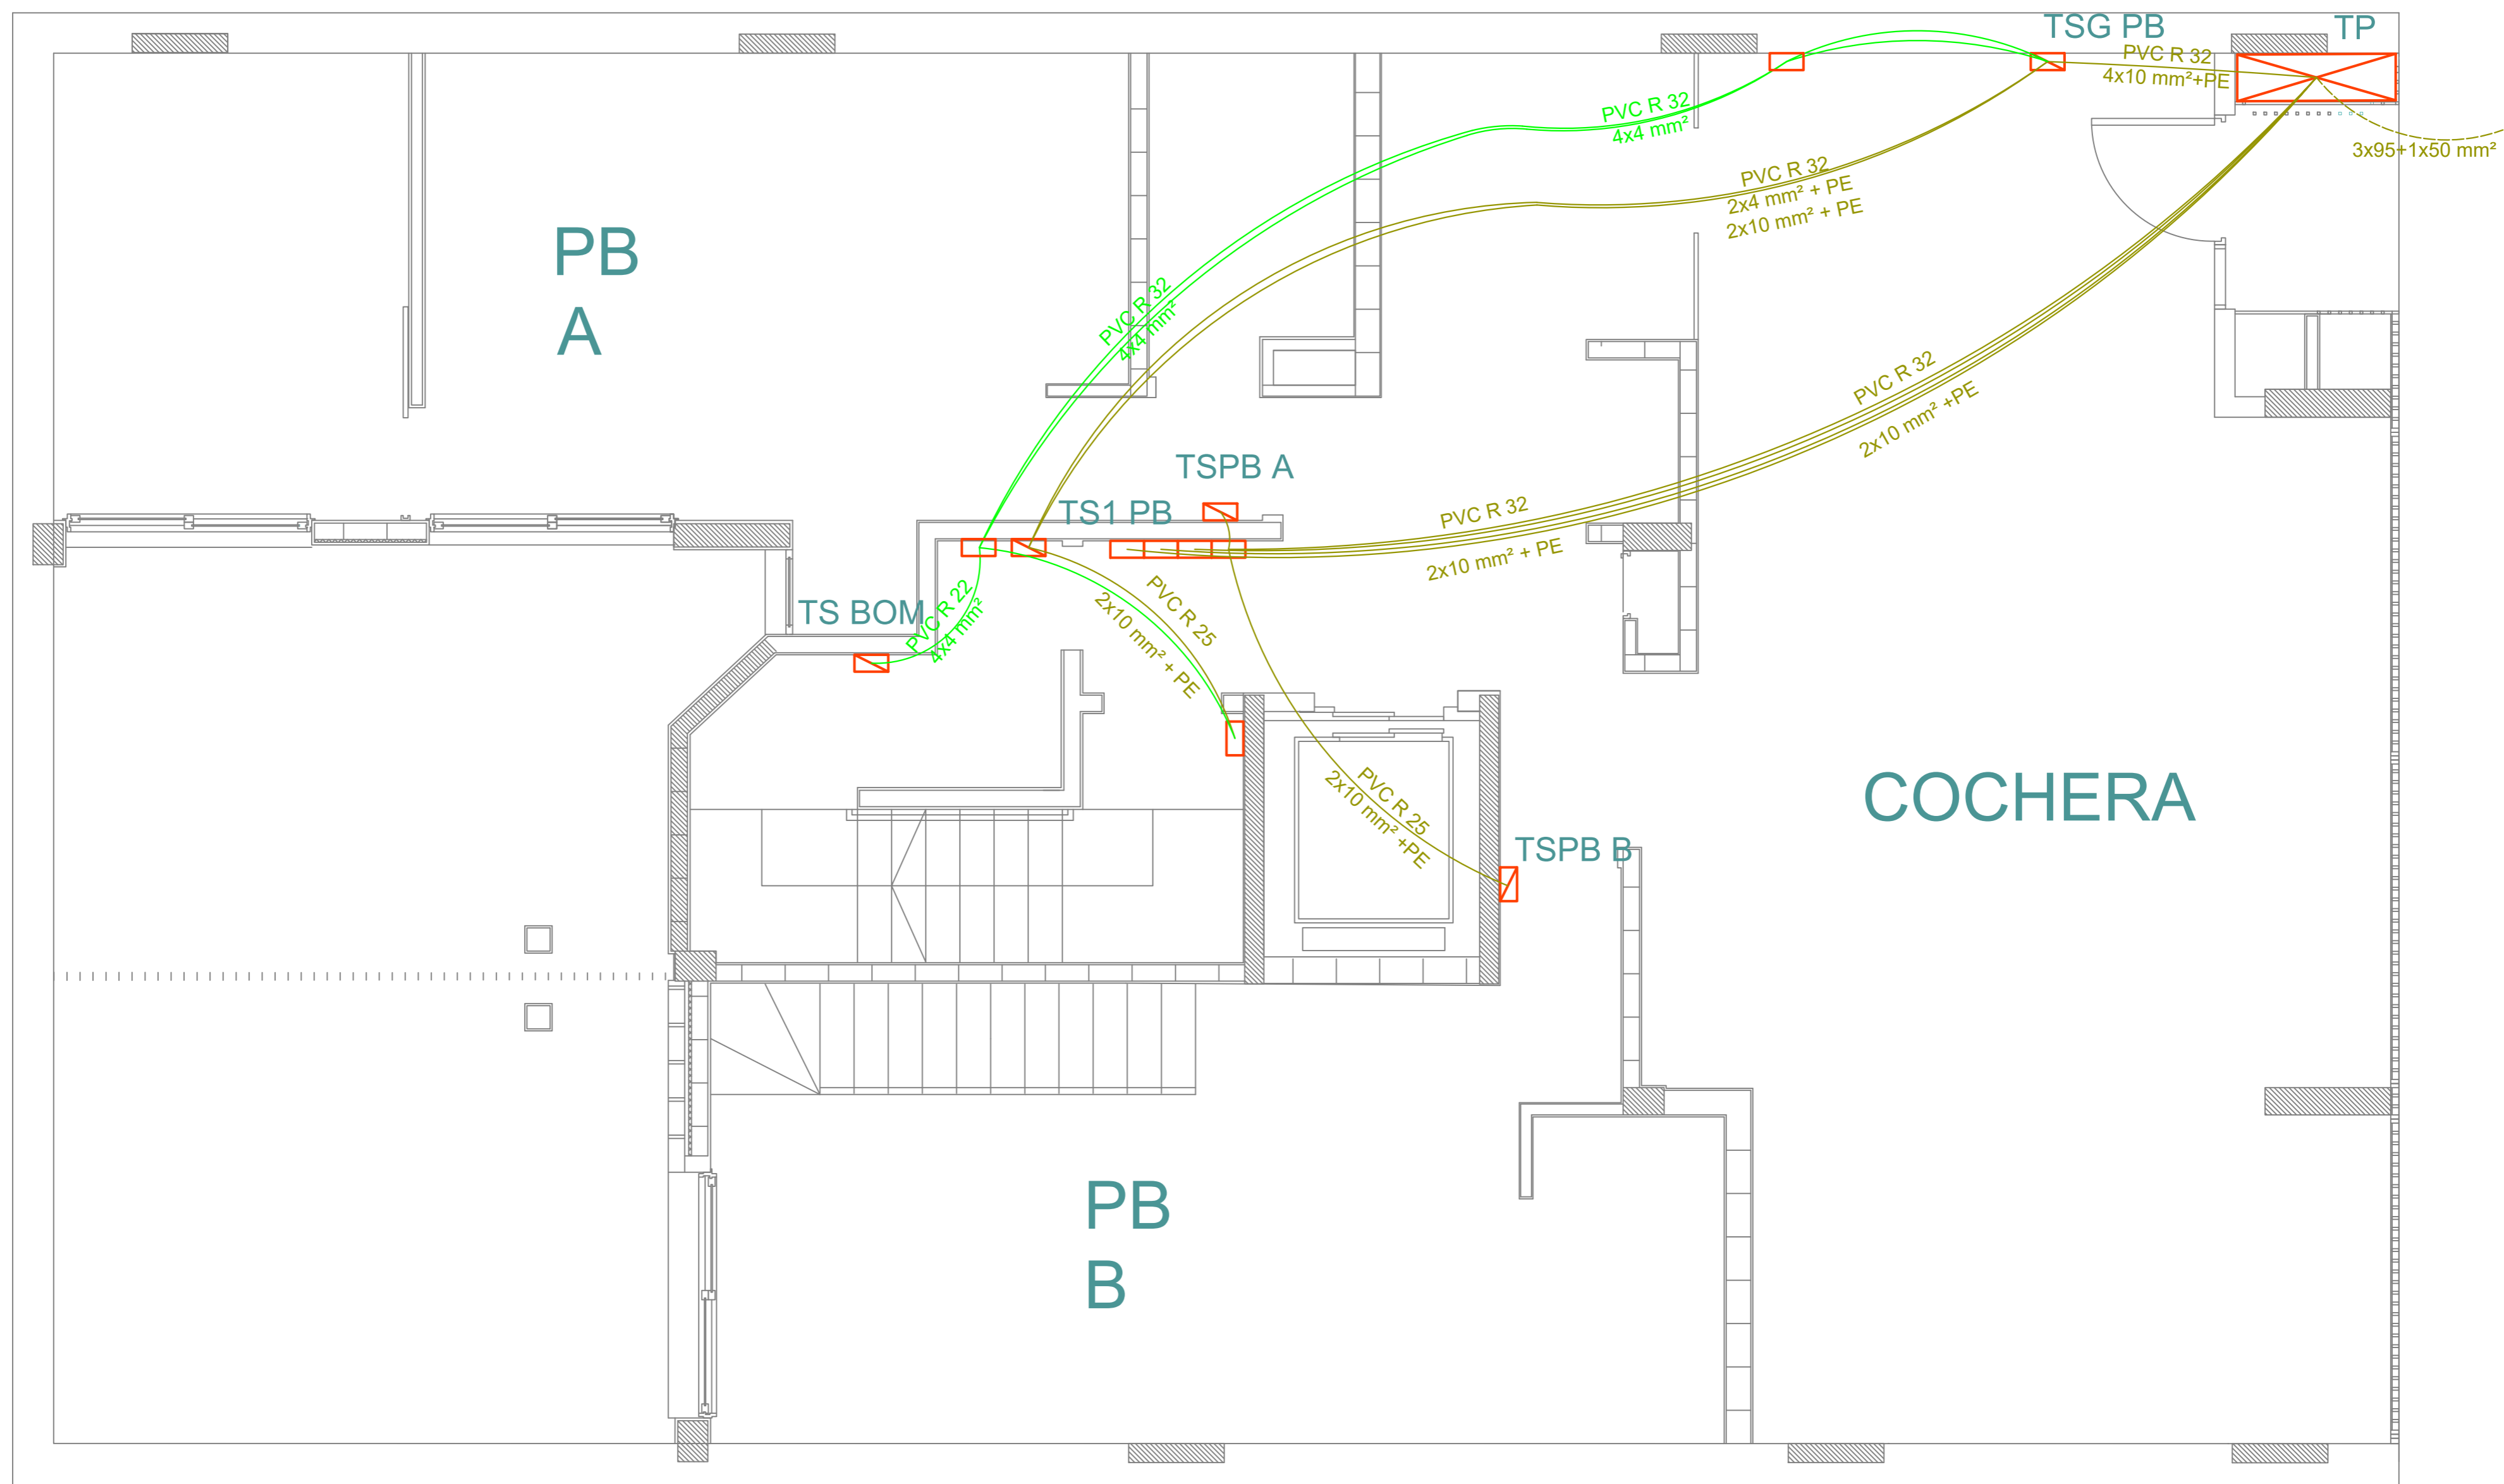 TSG PB
TP
PVC R 32
4x10 mm²+PE
3x95+1x50 mm²
PVC R 32
4x4 mm²
PVC R 32
2x4 mm² + PE
2x10 mm² + PE
PB
A
PVC R 32
4x4 mm²
PVC R 32
2x10 mm² +PE
TSPB A
TS1 PB
PVC R 32
2x10 mm² + PE
TS BOM
PVC R 22
4x4 mm²
PVC R 25
2x10 mm² + PE
PVC R 25
2x10 mm² +PE
COCHERA
TSPB B
PB
B